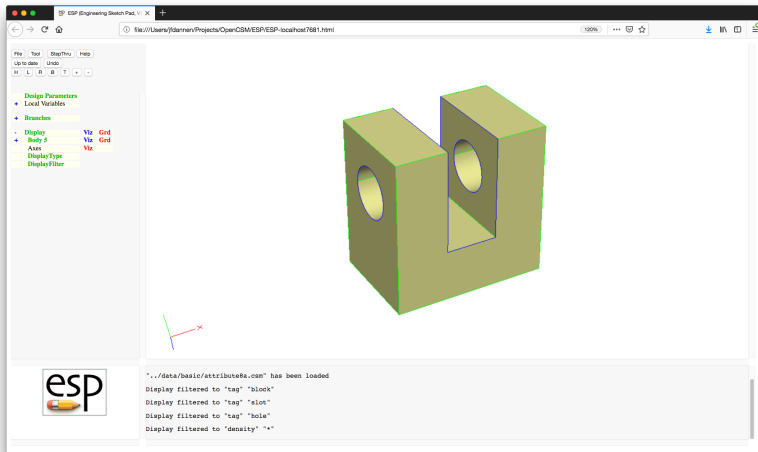 ESP (Engineering Sketch Pad, V
file:///Users/jfdannen/Projects/OpenCSM/ESP/ESP-localhost7681.html
120%
File Tool StepThru Help
Up to date Undo
H L R B T + -
Design Parameters
+ Local Variables
+ Branches
- Display Viz Grd
+ Body 5 Viz Grd
Axes Viz
DisplayType
DisplayFilter
X
esp
"../data/basic/attribute8a.csm" has been loaded
Display filtered to "tag" "block"
Display filtered to "tag" "slot"
Display filtered to "tag" "hole"
Display filtered to "density" "*"